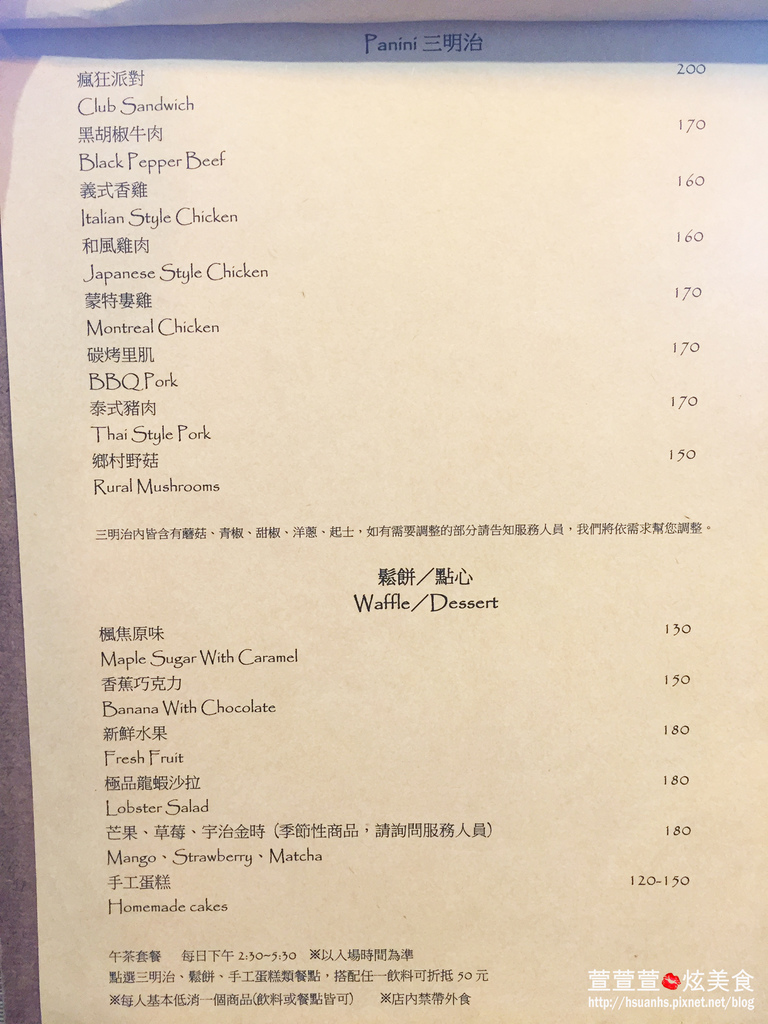 Panini 三明治
瘋狂派對 200
Club Sandwich
黑胡椒牛肉 170
Black Pepper Beef
義式香雞 160
Italian Style Chicken
和風雞肉 160
Japanese Style Chicken
蒙特婁雞 170
Montreal Chicken
碳烤里肌 170
BBQ Pork
泰式豬肉 170
Thai Style Pork
鄉村野菇 150
Rural Mushrooms
三明治內皆含有蘑菇、青椒、甜椒、洋蔥、起士，如有需要調整的部分請告知服務人員，我們將依需求幫您調整。
鬆餅／點心
Waffle／Dessert
楓焦原味 130
Maple Sugar With Caramel
香蕉巧克力 150
Banana With Chocolate
新鮮水果 180
Fresh Fruit
極品龍蝦沙拉 180
Lobster Salad
芒果、草莓、宇治金時（季節性商品，請詢問服務人員） 180
Mango、Strawberry、Matcha
手工蛋糕 120-150
Homemade cakes
午茶套餐 每日下午 2:30~5:30 ※以入場時間為準
點選三明治、鬆餅、手工蛋糕類餐點，搭配任一飲料可折抵 50 元
※每人基本低消一個商品(飲料或餐點皆可) ※店內禁帶外食
萱萱萱💋炫美食
http://hsuanhs.pixnet.net/blog